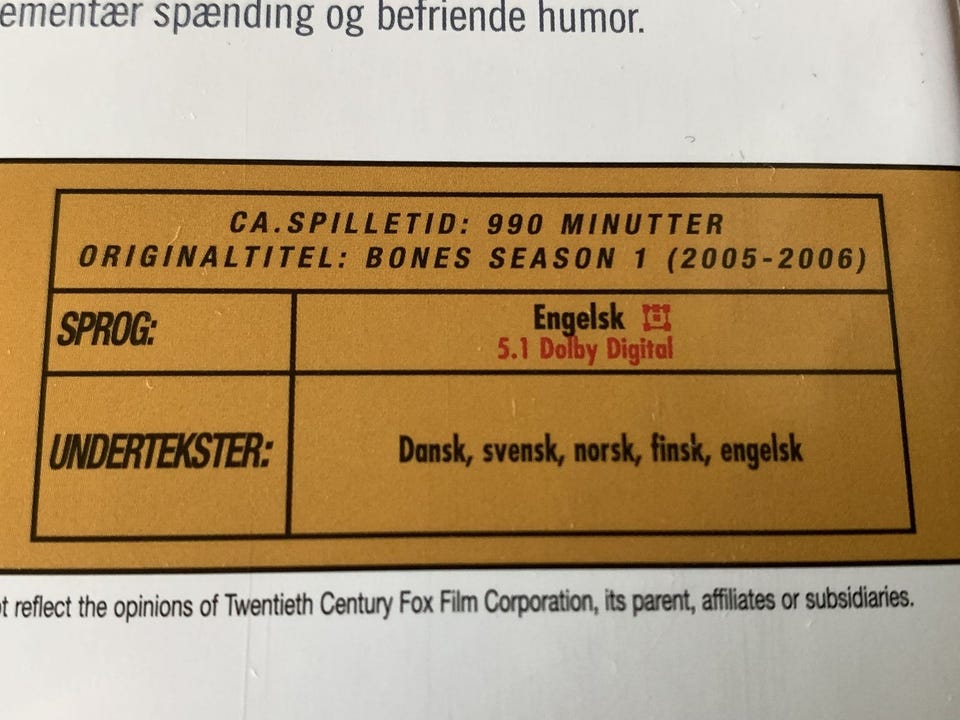 spænding og befriende humor.
CA.SPILLETID: 990 MINUTTER
ORIGINALTITEL: BONES SEASON 1 (2005-2006)
SPROG: Engelsk
5.1 Dolby Digital
UNDERTEKSTER: Dansk, svensk, norsk, finsk, engelsk
reflect the opinions of Twentieth Century Fox Film Corporation, its parent, affiliates or subsidiaries.